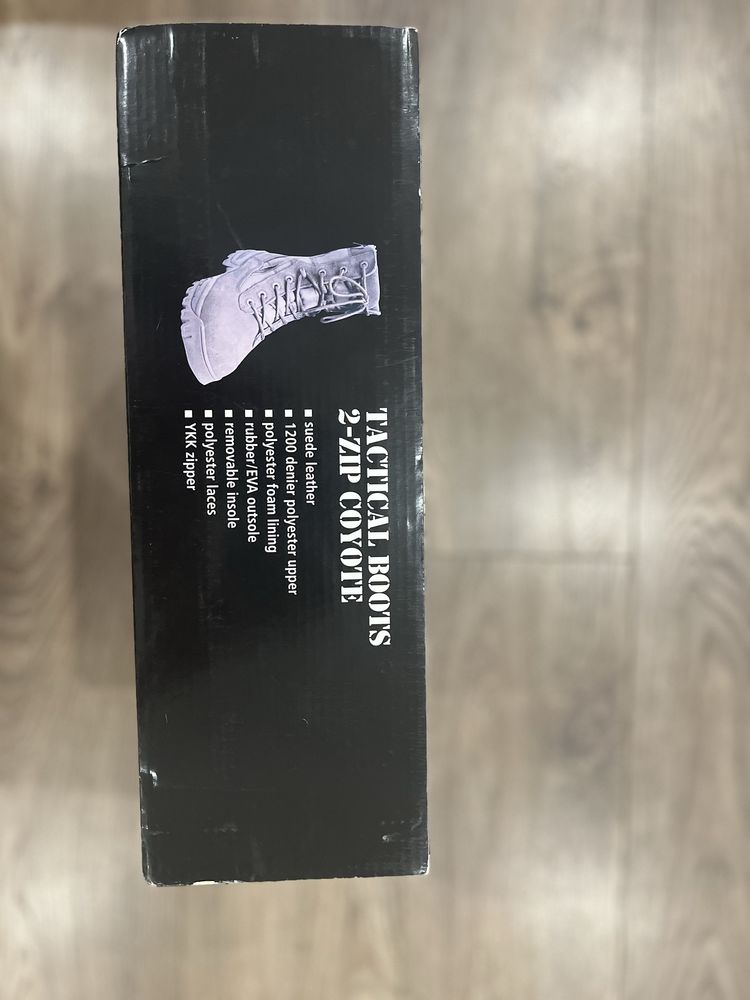 TACTICAL BOOTS
2-ZIP COYOTE
▪ suede leather
▪ 1200 denier polyester upper
▪ polyester foam lining
▪ rubber/EVA outsole
▪ removable insole
▪ polyester laces
▪ YKK zipper